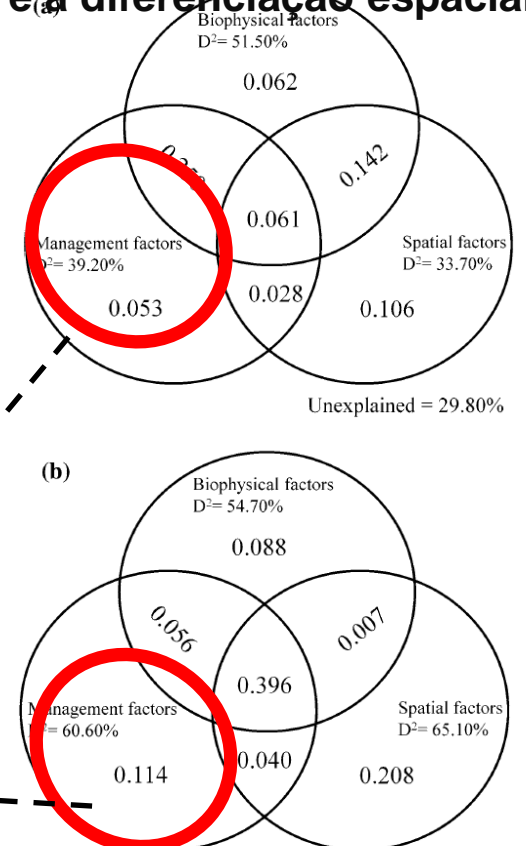 e a diferenciação espacial
(a)
Biophysical factors
D²= 51.50%
0.062
0.142
0.061
Management factors
D²= 39.20%
Spatial factors
D²= 33.70%
0.028
0.053
0.106
Unexplained = 29.80%
(b)
Biophysical factors
D²= 54.70%
0.088
0.056
0.007
0.396
Management factors
= 60.60%
Spatial factors
D²= 65.10%
0.040
0.114
0.208